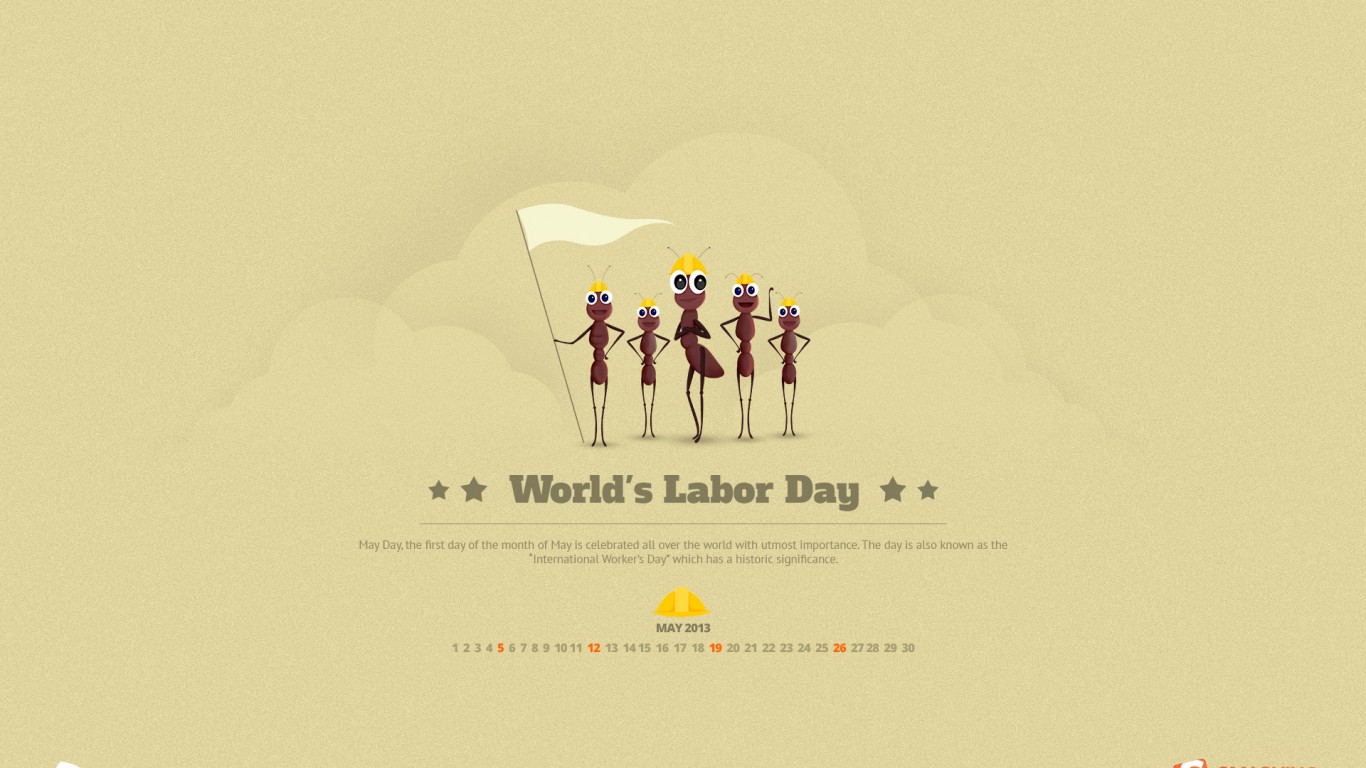 World's Labor Day
May Day, the first day of the month of May is celebrated all over the world with utmost importance. The day is also known as the
"International Worker's Day" which has a historic significance.
MAY 2013
1 2 3 4 5 6 7 8 9 10 11 12 13 14 15 16 17 18 19 20 21 22 23 24 25 26 27 28 29 30